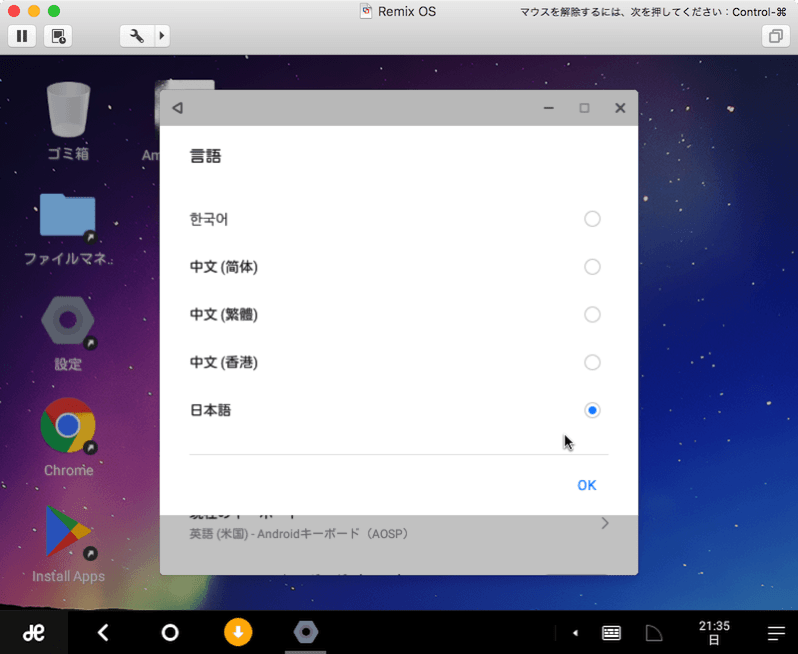 Remix OS
マウスを解除するには、次を押してください：Control-⌘
ゴミ箱
Am
ファイルマネ..
設定
Chrome
Install Apps
言語
한국어
中文 (简体)
中文 (繁體)
中文 (香港)
日本語
OK
英語 (米国) - Androidキーボード（AOSP）
21:35
日